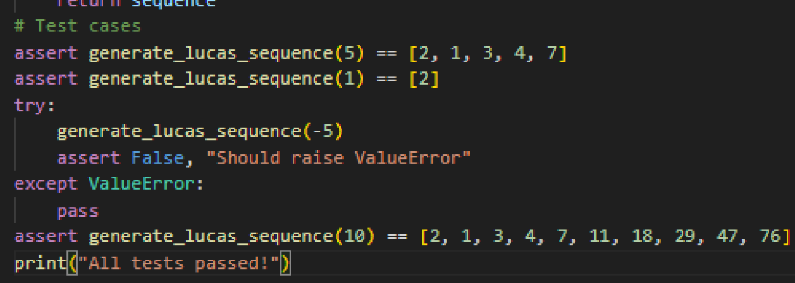 return sequence
# Test cases
assert generate_lucas_sequence(5) == [2, 1, 3, 4, 7]
assert generate_lucas_sequence(1) == [2]
try:
    generate_lucas_sequence(-5)
    assert False, "Should raise ValueError"
except ValueError:
    pass
assert generate_lucas_sequence(10) == [2, 1, 3, 4, 7, 11, 18, 29, 47, 76]
print("All tests passed!")